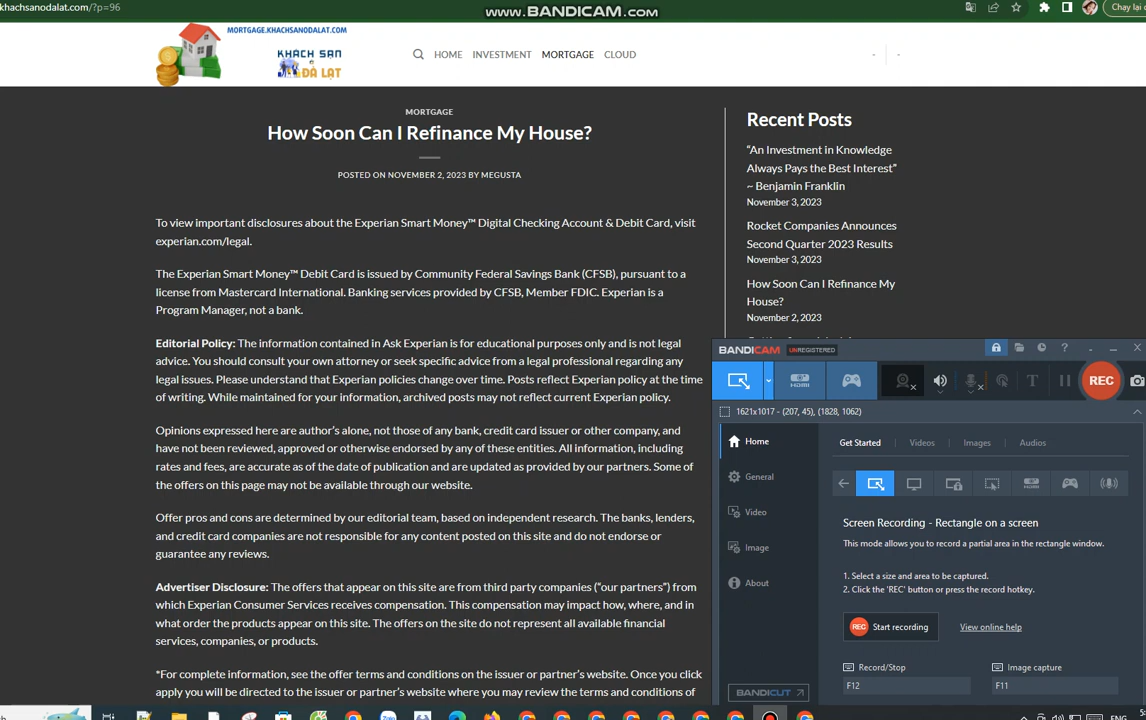 khachsanodalat.com/?p=96
WWW.BANDICAM.COM
Chạy lại
MORTGAGE.KHACHSANODALAT.COM
KHÁCH SẠN
ĐÀ LẠT
HOME INVESTMENT MORTGAGE CLOUD
MORTGAGE
How Soon Can I Refinance My House?
POSTED ON NOVEMBER 2, 2023 BY MEGUSTA
To view important disclosures about the Experian Smart Money™ Digital Checking Account & Debit Card, visit
experian.com/legal.
The Experian Smart Money™ Debit Card is issued by Community Federal Savings Bank (CFSB), pursuant to a
license from Mastercard International. Banking services provided by CFSB, Member FDIC. Experian is a
Program Manager, not a bank.
Editorial Policy: The information contained in Ask Experian is for educational purposes only and is not legal
advice. You should consult your own attorney or seek specific advice from a legal professional regarding any
legal issues. Please understand that Experian policies change over time. Posts reflect Experian policy at the time
of writing. While maintained for your information, archived posts may not reflect current Experian policy.
Opinions expressed here are author's alone, not those of any bank, credit card issuer or other company, and
have not been reviewed, approved or otherwise endorsed by any of these entities. All information, including
rates and fees, are accurate as of the date of publication and are updated as provided by our partners. Some of
the offers on this page may not be available through our website.
Offer pros and cons are determined by our editorial team, based on independent research. The banks, lenders,
and credit card companies are not responsible for any content posted on this site and do not endorse or
guarantee any reviews.
Advertiser Disclosure: The offers that appear on this site are from third party companies ("our partners") from
which Experian Consumer Services receives compensation. This compensation may impact how, where, and in
what order the products appear on this site. The offers on the site do not represent all available financial
services, companies, or products.
*For complete information, see the offer terms and conditions on the issuer or partner's website. Once you click
apply you will be directed to the issuer or partner's website where you may review the terms and conditions of
Recent Posts
“An Investment in Knowledge
Always Pays the Best Interest”
~ Benjamin Franklin
November 3, 2023
Rocket Companies Announces
Second Quarter 2023 Results
November 3, 2023
How Soon Can I Refinance My
House?
November 2, 2023
BANDICAM UNREGISTERED
HDMI
REC
1621x1017 - (207, 45), (1828, 1062)
Home
General
Video
Image
About
BANDICUT
Get Started Videos Images Audios
Screen Recording - Rectangle on a screen
This mode allows you to record a partial area in the rectangle window.
1. Select a size and area to be captured.
2. Click the 'REC' button or press the record hotkey.
REC Start recording View online help
Record/Stop Image capture
F12 F11
ENG